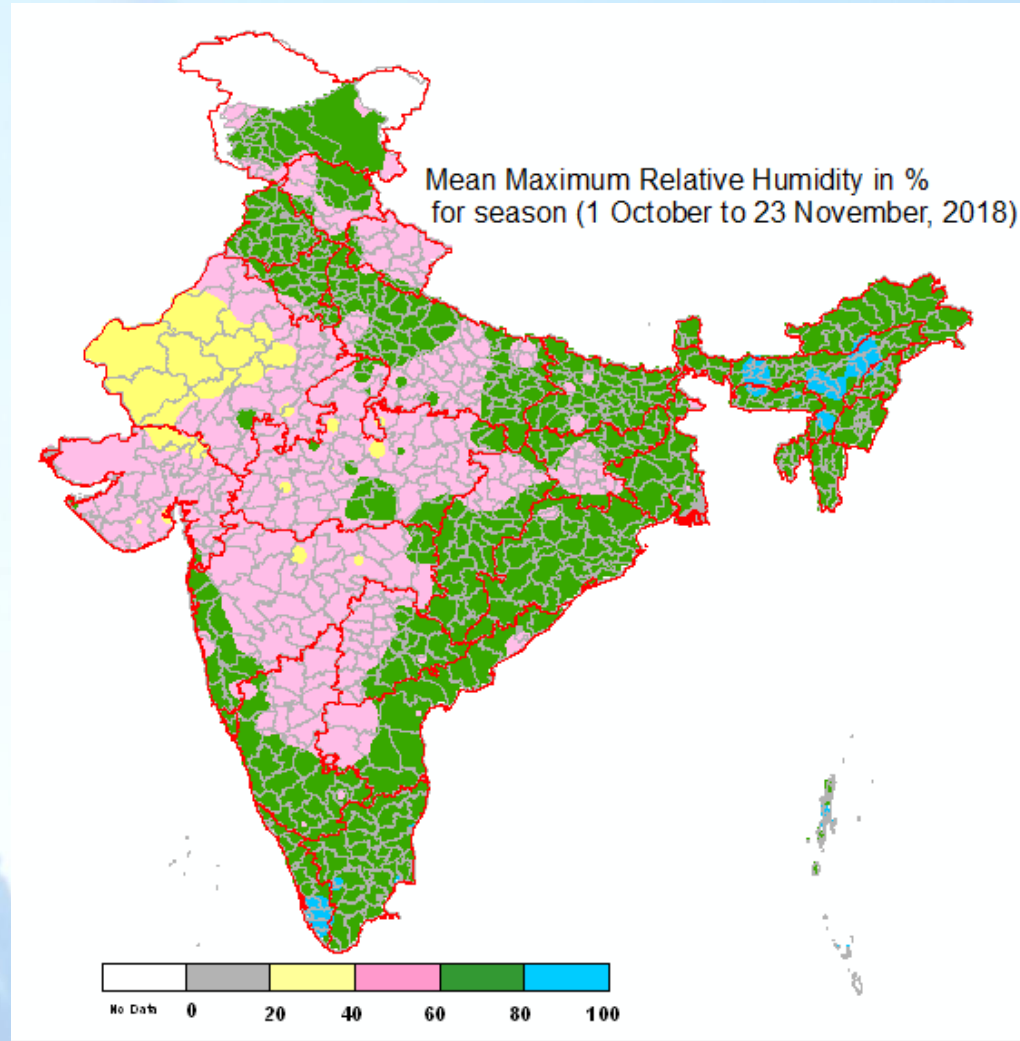 Mean Maximum Relative Humidity in %
for season (1 October to 23 November, 2018)
No Data 0 20 40 60 80 100